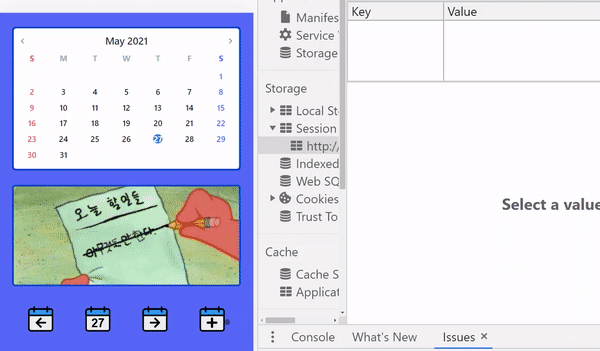 May 2021
S M T W T F S
1
2 3 4 5 6 7 8
9 10 11 12 13 14 15
16 17 18 19 20 21 22
23 24 25 26 27 28 29
30 31
오늘 할일들
아무것도 안 한다.
27
Manifes
Service
Storage
Storage
Local St
Session
http:/
Indexed
Web SQ
Cookies
Trust To
Cache
Cache S
Applicat
Key Value
Select a value
Console What's New Issues